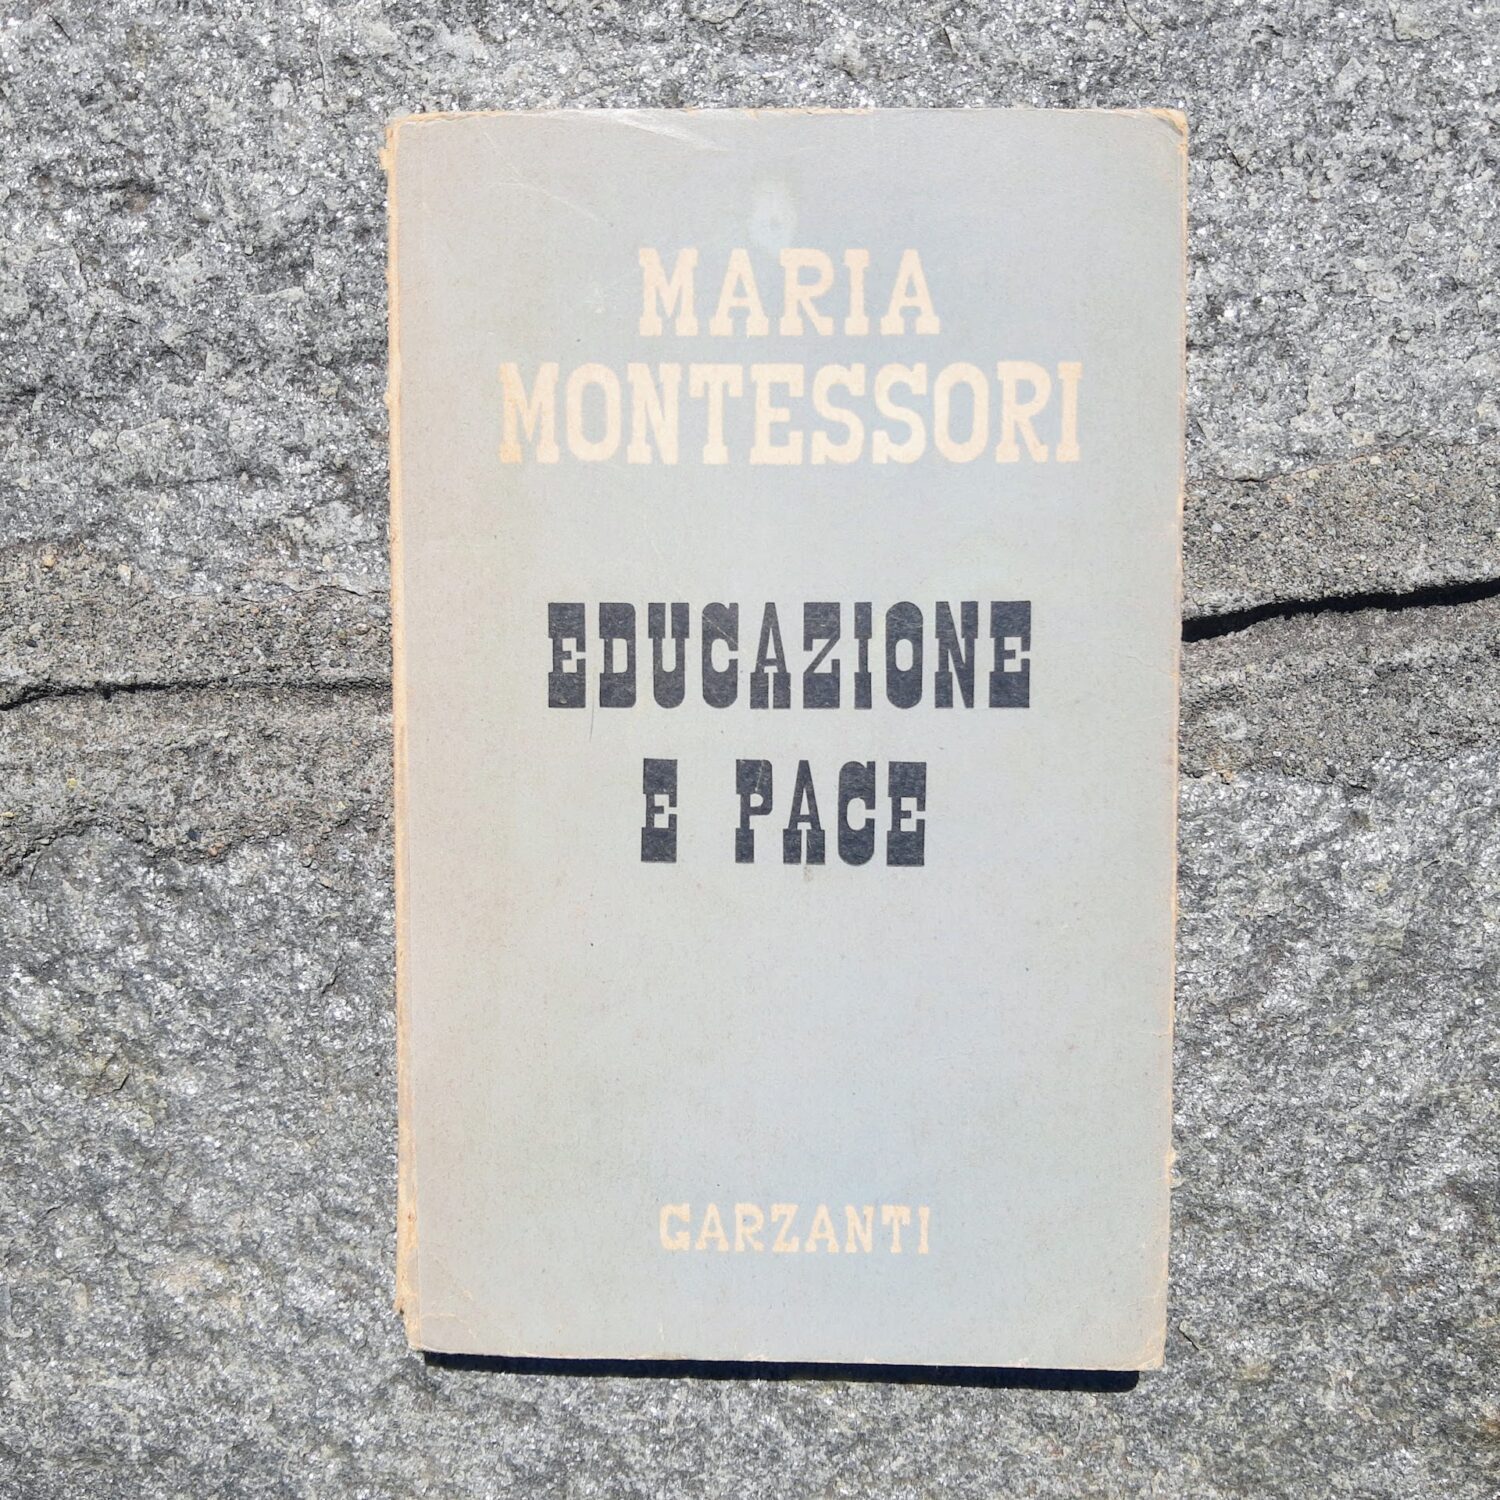 MARIA
MONTESSORI
EDUCAZIONE
E PACE
GARZANTI